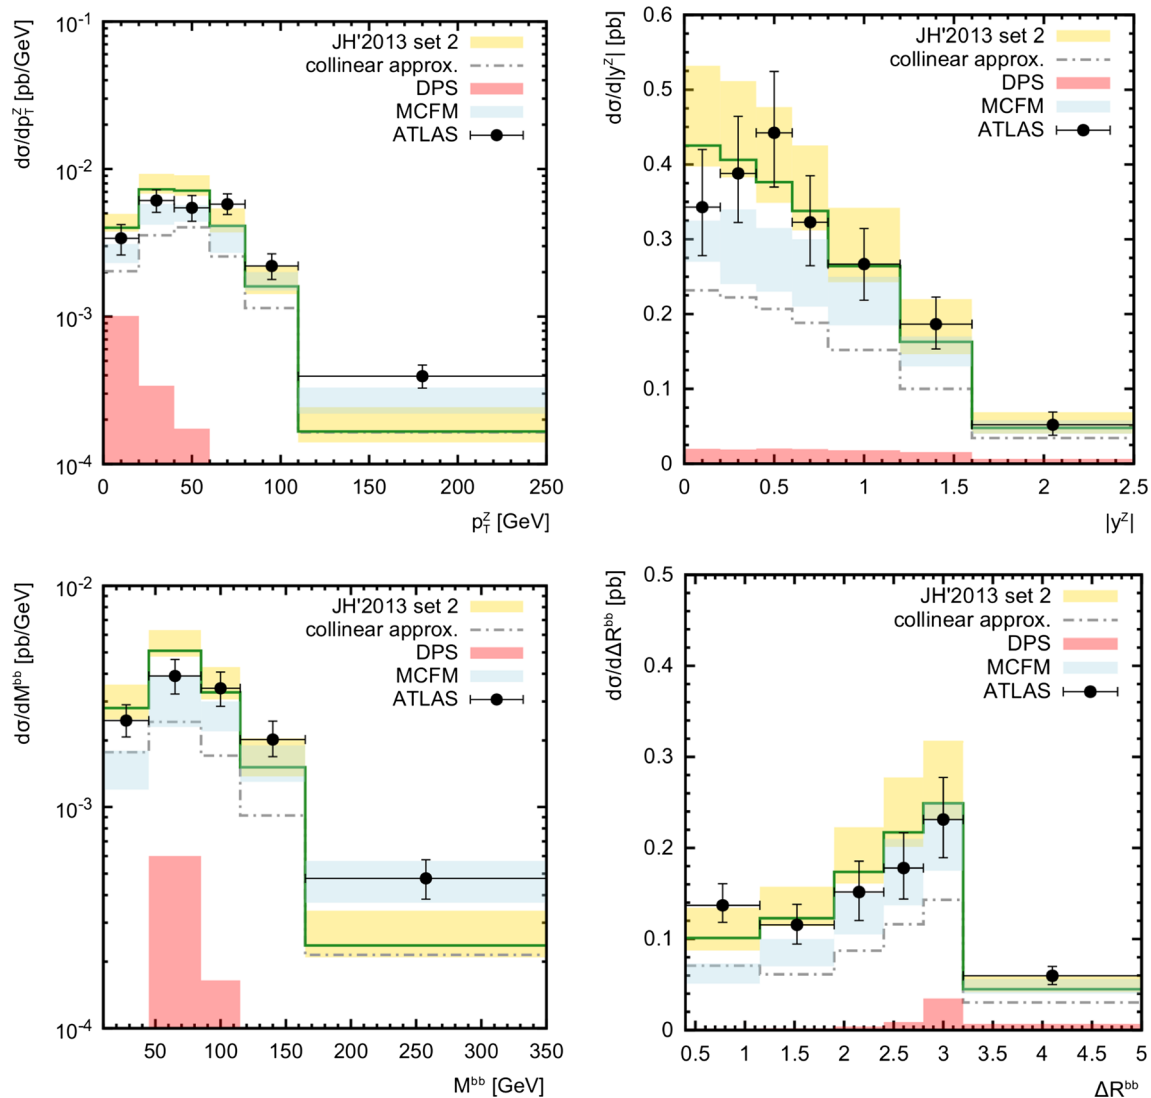 dσ/dp_T^Z [pb/GeV]
10⁻¹
10⁻²
10⁻³
10⁻⁴
JH'2013 set 2
collinear approx.
DPS
MCFM
ATLAS
0 50 100 150 200 250
p_T^Z [GeV]
dσ/d|y^Z| [pb]
0.6
0.5
0.4
0.3
0.2
0.1
0
JH'2013 set 2
collinear approx.
DPS
MCFM
ATLAS
0 0.5 1 1.5 2 2.5
|y^Z|
dσ/dM^bb [pb/GeV]
10⁻²
10⁻³
10⁻⁴
JH'2013 set 2
collinear approx.
DPS
MCFM
ATLAS
50 100 150 200 250 300 350
M^bb [GeV]
dσ/dΔR^bb [pb]
0.5
0.4
0.3
0.2
0.1
0
JH'2013 set 2
collinear approx.
DPS
MCFM
ATLAS
0.5 1 1.5 2 2.5 3 3.5 4 4.5 5
ΔR^bb